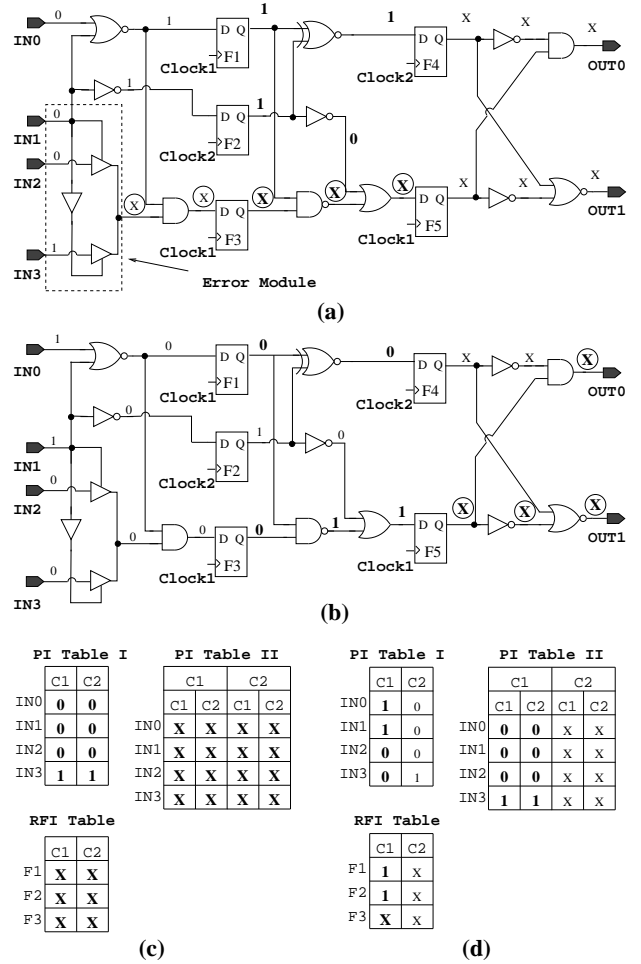 0 1 1 1 X X X
IN0 D Q D Q OUT0
F1 F4
Clock1 Clock2
1 1
0 D Q
IN1 F2 0
0 Clock2
IN2 X X X X X X X X
D Q D Q OUT1
F3 F5
1 Clock1 Clock1
IN3 Error Module
(a)
1 0 0 0 X X X
IN0 D Q D Q OUT0
F1 F4
Clock1 Clock2
0 1 0
1 D Q
IN1 F2
0 Clock2
IN2 0 0 0 1 1 X X X
D Q D Q OUT1
F3 F5
0 Clock1 Clock1
IN3
(b)
PI Table I PI Table II
C1 C2 C1 C2
IN0 0 0 C1 C2 C1 C2
IN1 0 0 IN0 X X X X
IN2 0 0 IN1 X X X X
IN3 1 1 IN2 X X X X
IN3 X X X X
RFI Table
C1 C2
F1 X X
F2 X X
F3 X X
(c)
PI Table I PI Table II
C1 C2 C1 C2
IN0 1 0 C1 C2 C1 C2
IN1 1 0 IN0 0 0 X X
IN2 0 0 IN1 0 0 X X
IN3 0 1 IN2 0 0 X X
IN3 1 1 X X
RFI Table
C1 C2
F1 1 X
F2 1 X
F3 X X
(d)